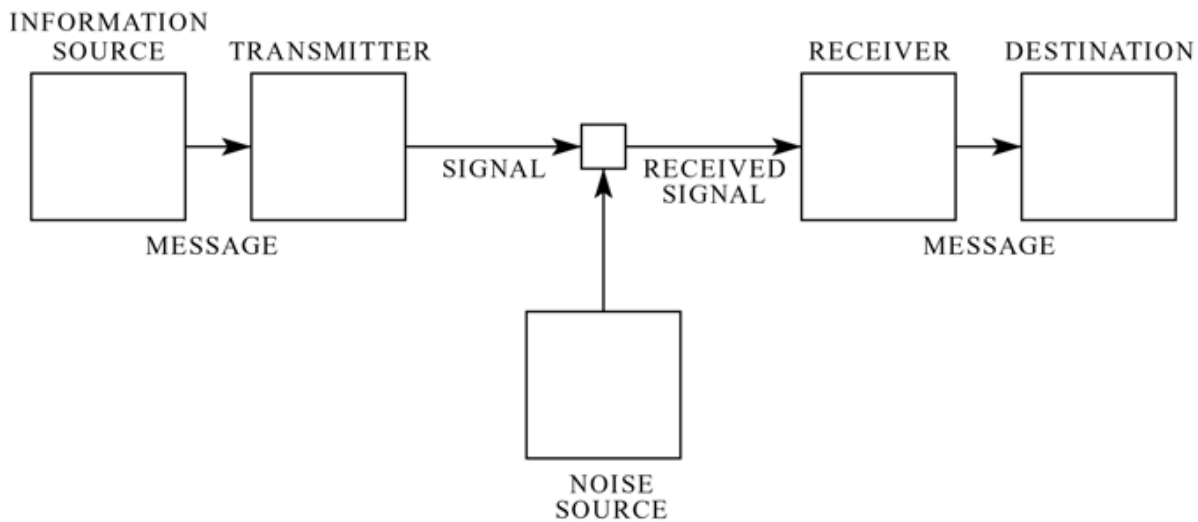 INFORMATION
SOURCE
TRANSMITTER
RECEIVER
DESTINATION
SIGNAL
RECEIVED
SIGNAL
MESSAGE
MESSAGE
NOISE
SOURCE